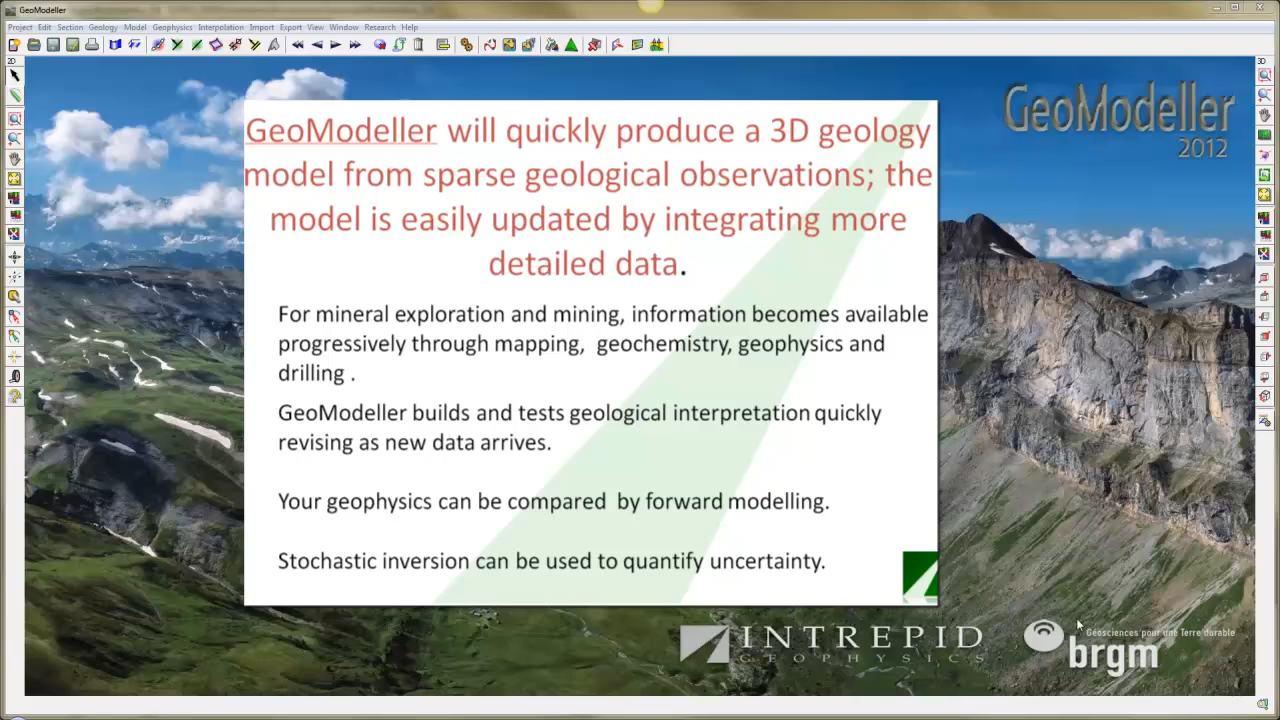 GeoModeller
Project Edit Section Geology Model Geophysics Interpolation Import Export View Window Research Help
2D
3D
GeoModeller
2012
GeoModeller will quickly produce a 3D geology
model from sparse geological observations; the
model is easily updated by integrating more
detailed data.
For mineral exploration and mining, information becomes available
progressively through mapping, geochemistry, geophysics and
drilling .
GeoModeller builds and tests geological interpretation quickly
revising as new data arrives.
Your geophysics can be compared by forward modelling.
Stochastic inversion can be used to quantify uncertainty.
INTREPID
GEOPHYSICS
Géosciences pour une Terre durable
brgm